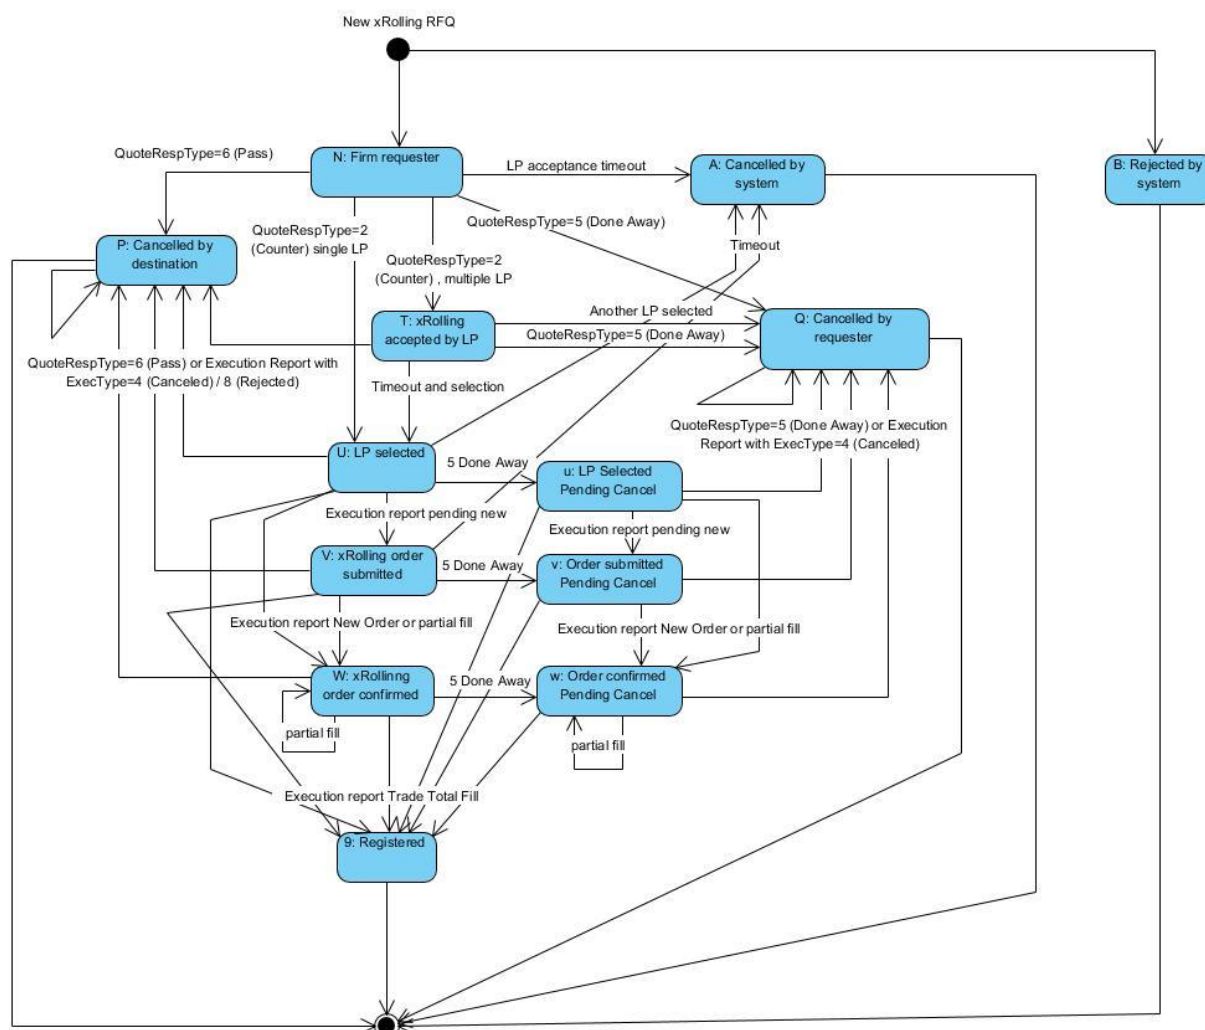 New xRolling RFQ
QuoteRespType=6 (Pass)
N: Firm requester
LP acceptance timeout
A: Cancelled by
system
B: Rejected by
system
QuoteRespType=5 (Done Away)
QuoteRespType=2
(Counter) single LP
P: Cancelled by
destination
Timeout
QuoteRespType=2
(Counter) , multiple LP
Another LP selected
T: xRolling
accepted by LP
Q: Cancelled by
requester
QuoteRespType=5 (Done Away)
QuoteRespType=6 (Pass) or Execution Report with
ExecType=4 (Canceled) / 8 (Rejected)
Timeout and selection
QuoteRespType=5 (Done Away) or Execution
Report with ExecType=4 (Canceled)
U: LP selected
5 Done Away
u: LP Selected
Pending Cancel
Execution report pending new
Execution report pending new
V: xRolling order
submitted
5 Done Away
v: Order submitted
Pending Cancel
Execution report New Order or partial fill
Execution report New Order or partial fill
W: xRollinng
order confirmed
5 Done Away
w: Order confirmed
Pending Cancel
partial fill
partial fill
Execution report Trade Total Fill
9: Registered